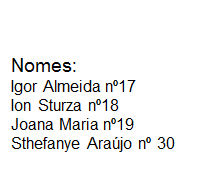 Nomes:
Igor Almeida nº17
Ion Sturza nº18
Joana Maria nº19
Sthefanye Araújo nº 30